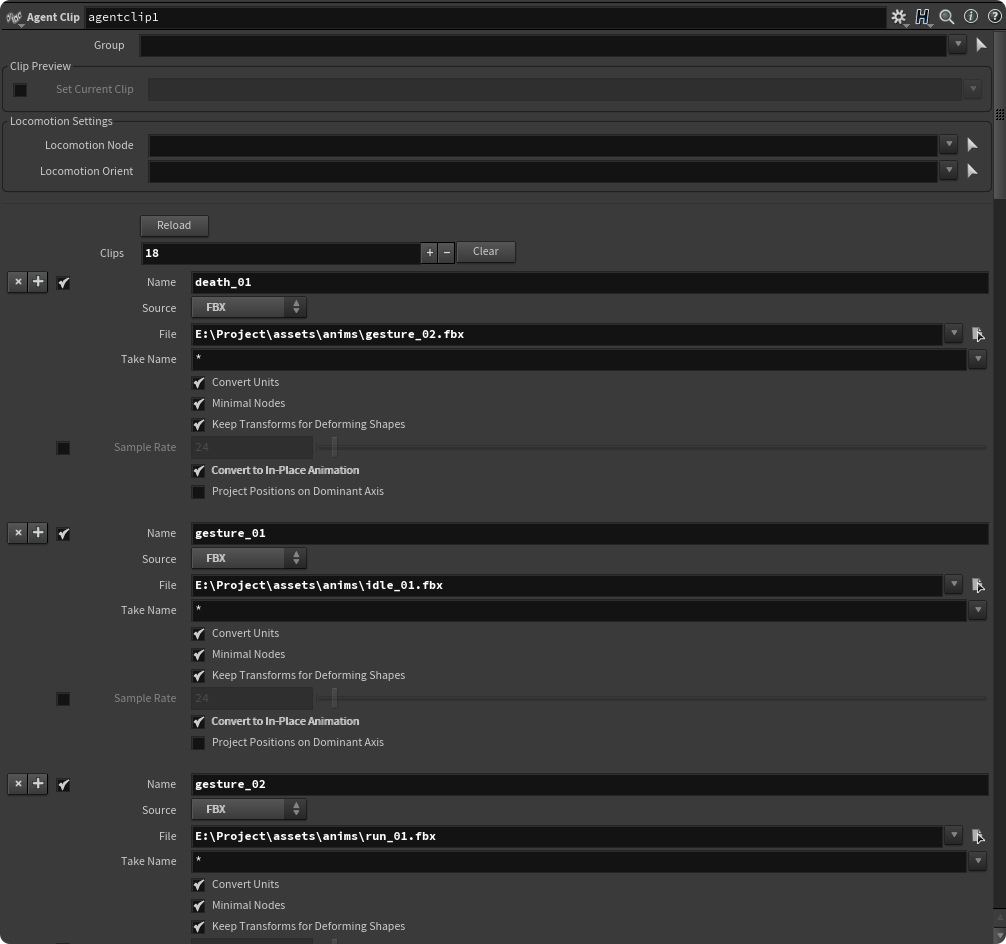 Agent Clip agentclip1
Group
Clip Preview
Set Current Clip
Locomotion Settings
Locomotion Node
Locomotion Orient
Reload
Clips 18 + − Clear
Name death_01
Source FBX
File E:\Project\assets\anims\gesture_02.fbx
Take Name *
Convert Units
Minimal Nodes
Keep Transforms for Deforming Shapes
Sample Rate 24
Convert to In-Place Animation
Project Positions on Dominant Axis
Name gesture_01
Source FBX
File E:\Project\assets\anims\idle_01.fbx
Take Name *
Convert Units
Minimal Nodes
Keep Transforms for Deforming Shapes
Sample Rate 24
Convert to In-Place Animation
Project Positions on Dominant Axis
Name gesture_02
Source FBX
File E:\Project\assets\anims\run_01.fbx
Take Name *
Convert Units
Minimal Nodes
Keep Transforms for Deforming Shapes